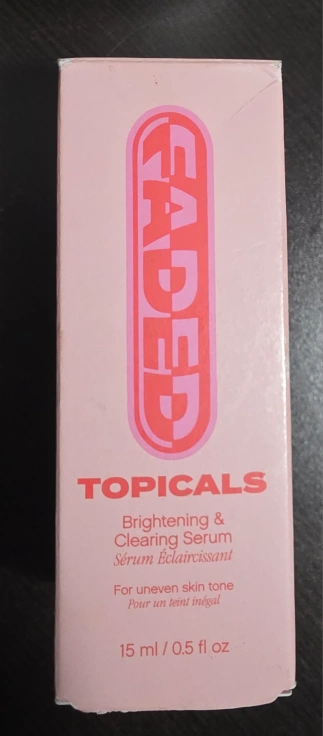 FADED
TOPICALS
Brightening &
Clearing Serum
Sérum Éclaircissant
For uneven skin tone
Pour un teint inégal
15 ml / 0.5 fl oz